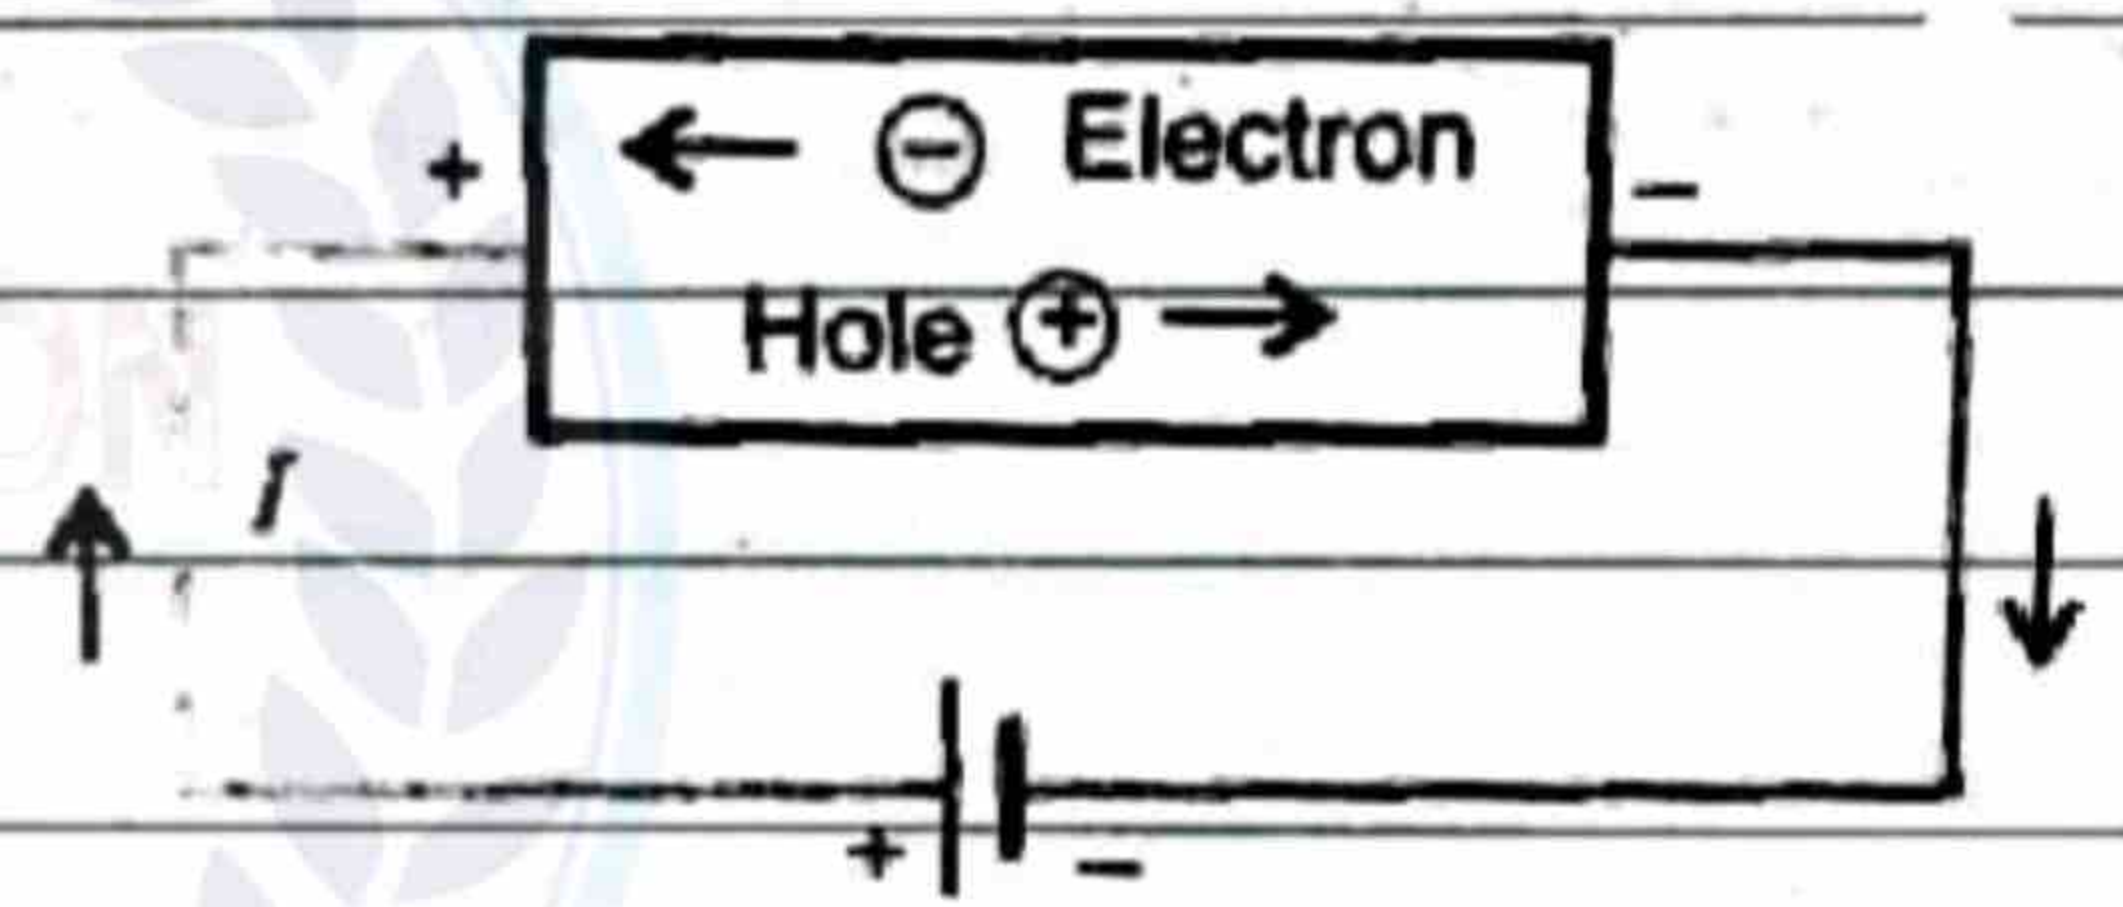 + ← ⊖ Electron −
Hole ⊕ →
I
+ −